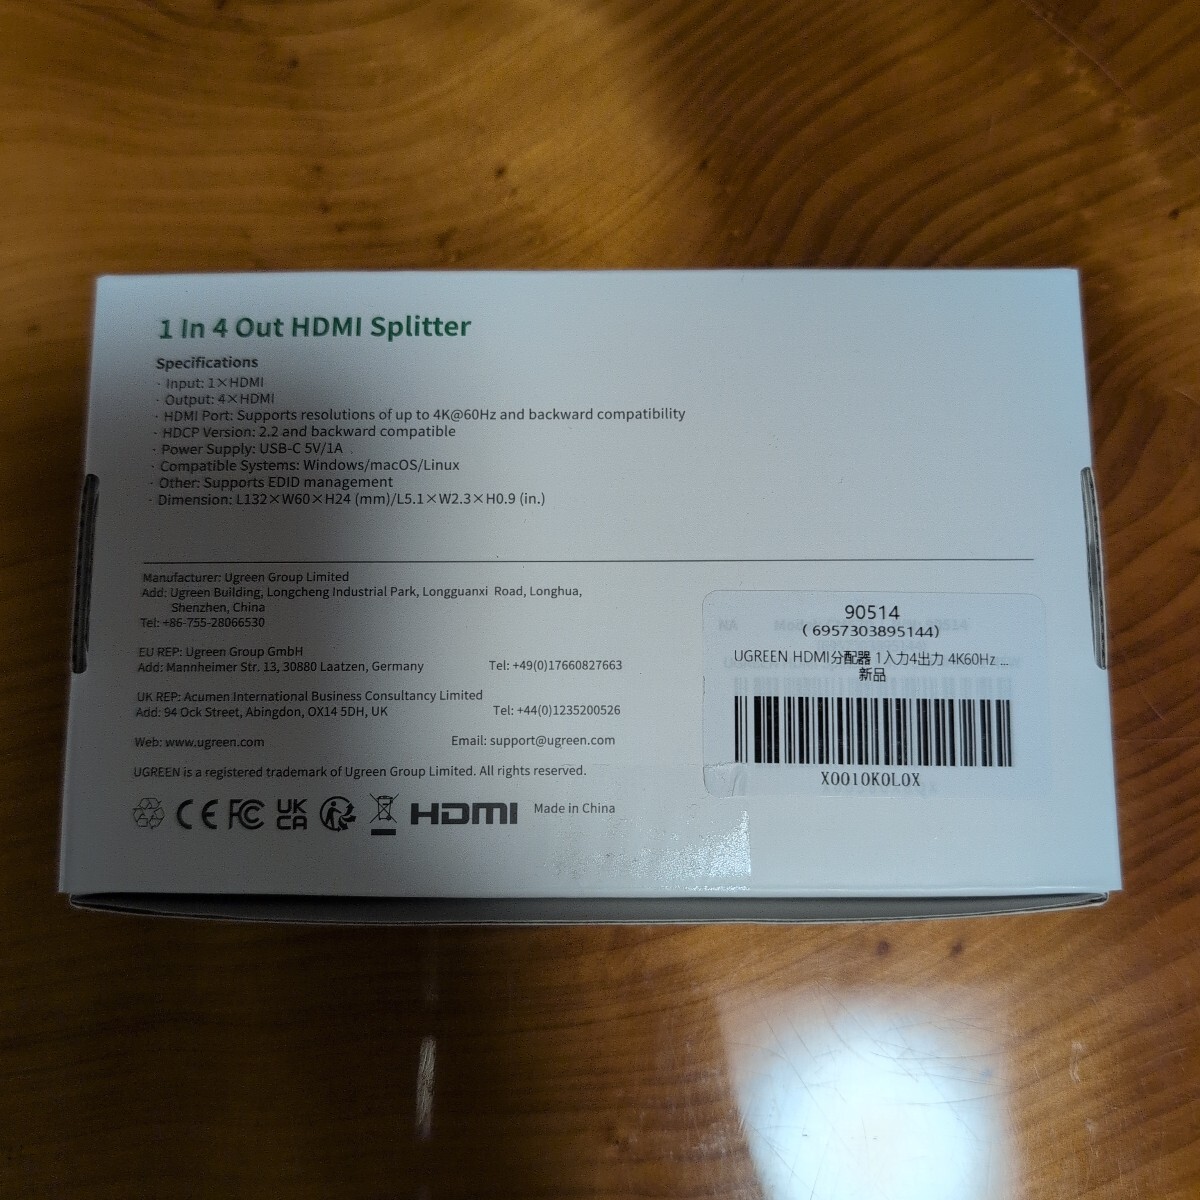 1 In 4 Out HDMI Splitter
Specifications
· Input: 1×HDMI
· Output: 4×HDMI
· HDMI Port: Supports resolutions of up to 4K@60Hz and backward compatibility
· HDCP Version: 2.2 and backward compatible
· Power Supply: USB-C 5V/1A
· Compatible Systems: Windows/macOS/Linux
· Other: Supports EDID management
· Dimension: L132×W60×H24 (mm)/L5.1×W2.3×H0.9 (in.)
Manufacturer: Ugreen Group Limited
Add: Ugreen Building, Longcheng Industrial Park, Longguanxi Road, Longhua,
Shenzhen, China
Tel: +86-755-28066530
EU REP: Ugreen Group GmbH
Add: Mannheimer Str. 13, 30880 Laatzen, Germany Tel: +49(0)17660827663
UK REP: Acumen International Business Consultancy Limited
Add: 94 Ock Street, Abingdon, OX14 5DH, UK Tel: +44(0)1235200526
Web: www.ugreen.com Email: support@ugreen.com
UGREEN is a registered trademark of Ugreen Group Limited. All rights reserved.
CE FC UK CA HDMI Made in China
90514
(6957303895144)
UGREEN HDMI分配器 1入力4出力 4K60Hz ...
新品
X0010K0L0X